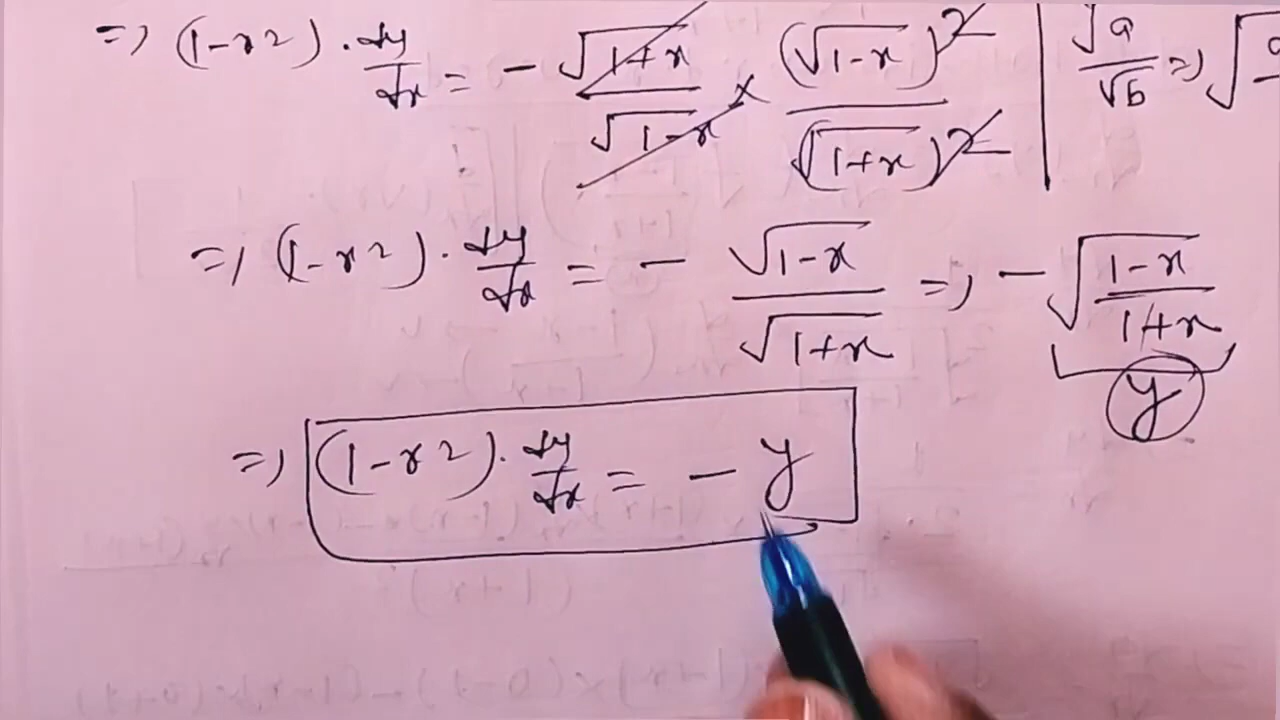 ⇒ (1-x²) · dy/dx = - √(1+x)/√(1-x) × (√(1-x))²/(√(1+x))² | √a/√b ⇒ √
⇒ (1-x²) · dy/dx = - √(1-x)/√(1+x) ⇒ - √((1-x)/(1+x))
y
⇒ (1-x²) · dy/dx = - y